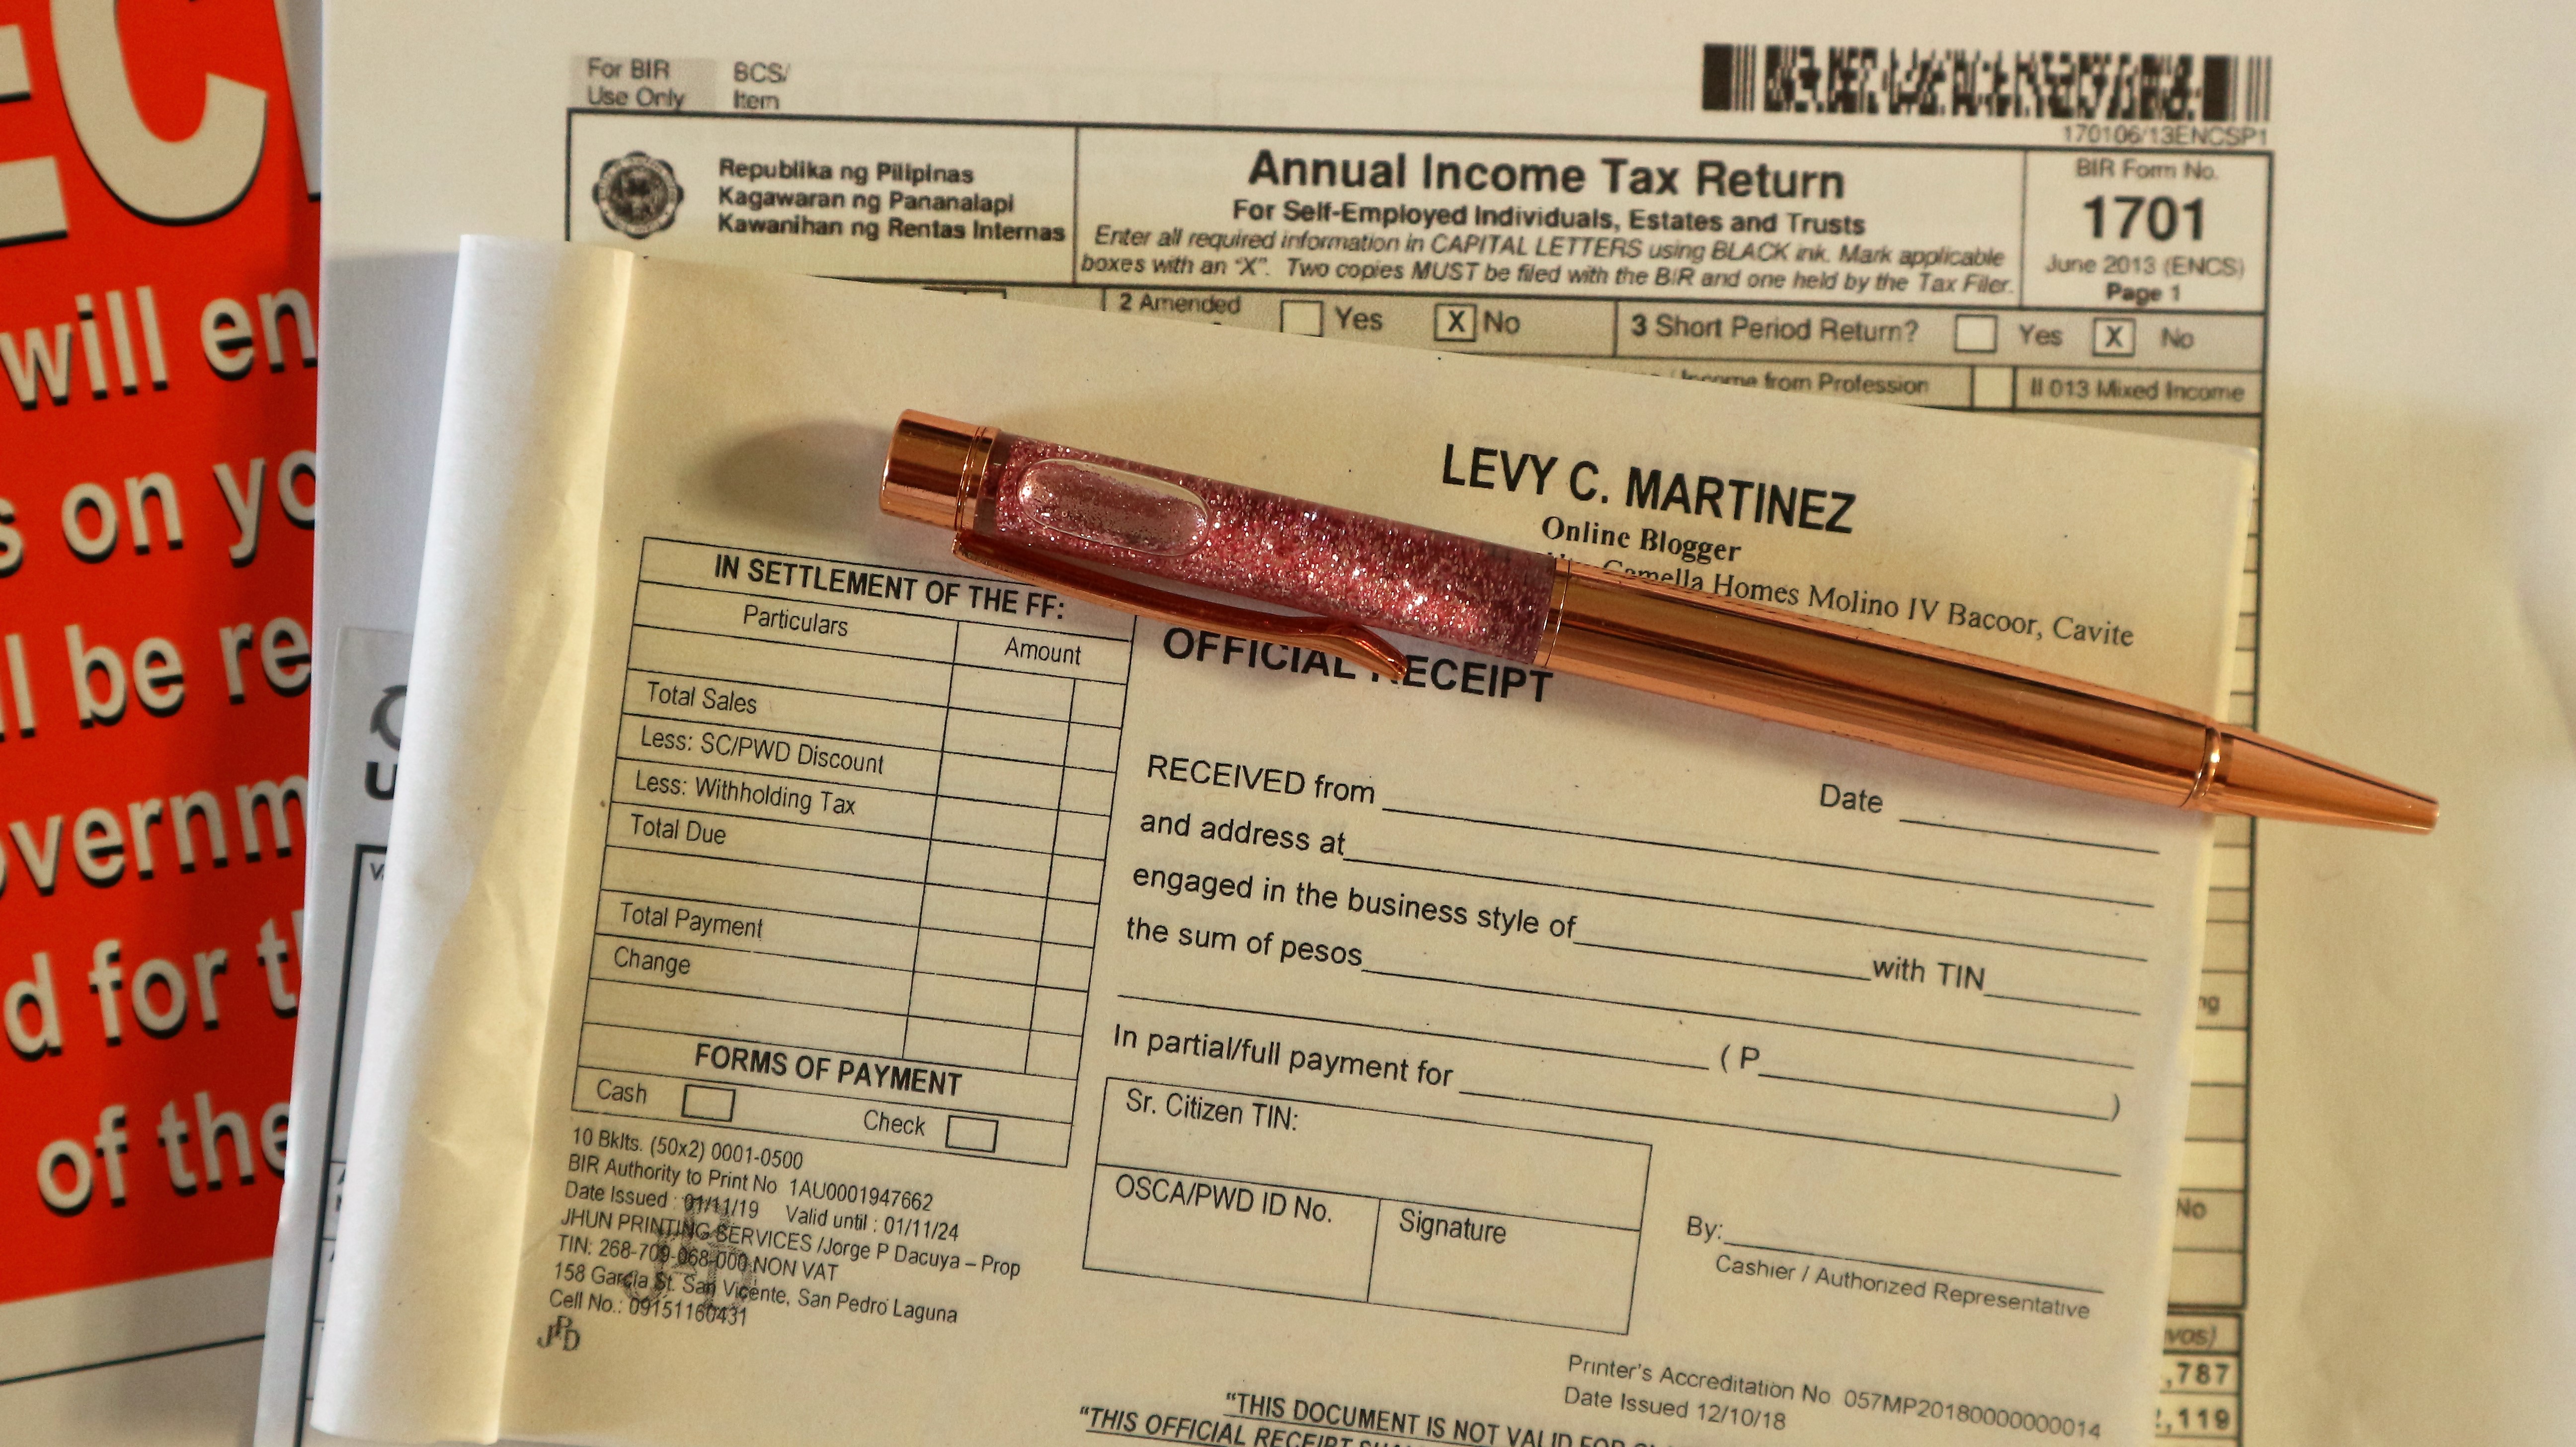 EC
will en
s on yo
ll be re
vernm
d for t
of the
For BIR
Use Only
BCS/
Item
170106/13ENCSP1
Republika ng Pilipinas
Kagawaran ng Pananalapi
Kawanihan ng Rentas Internas
Annual Income Tax Return
For Self-Employed Individuals, Estates and Trusts
Enter all required information in CAPITAL LETTERS using BLACK ink. Mark applicable
boxes with an "X". Two copies MUST be filed with the BIR and one held by the Tax Filer.
BIR Form No.
1701
June 2013 (ENCS)
Page 1
2 Amended Yes X No
3 Short Period Return? Yes X No
Income from Profession
II 013 Mixed Income
LEVY C. MARTINEZ
Online Blogger
Camella Homes Molino IV Bacoor, Cavite
OFFICIAL RECEIPT
IN SETTLEMENT OF THE FF:
Particulars Amount
Total Sales
Less: SC/PWD Discount
Less: Withholding Tax
Total Due
Total Payment
Change
FORMS OF PAYMENT
Cash Check
Date
RECEIVED from
and address at
engaged in the business style of
with TIN
the sum of pesos
( P )
In partial/full payment for
Sr. Citizen TIN:
OSCA/PWD ID No.
Signature
By:
Cashier / Authorized Representative
10 Bklts. (50x2) 0001-0500
BIR Authority to Print No 1AU0001947662
Date Issued : 01/11/19 Valid until : 01/11/24
JHUN PRINTING SERVICES /Jorge P Dacuya – Prop
TIN: 268-709-068-000 NON VAT
158 Garcia St. San Vicente, San Pedro Laguna
Cell No.: 09151160431
JPD
Printer's Accreditation No 057MP20180000000014
Date Issued 12/10/18
"THIS DOCUMENT IS NOT VALID FOR
"THIS OFFICIAL RECEIPT
ng
No
,787
,119